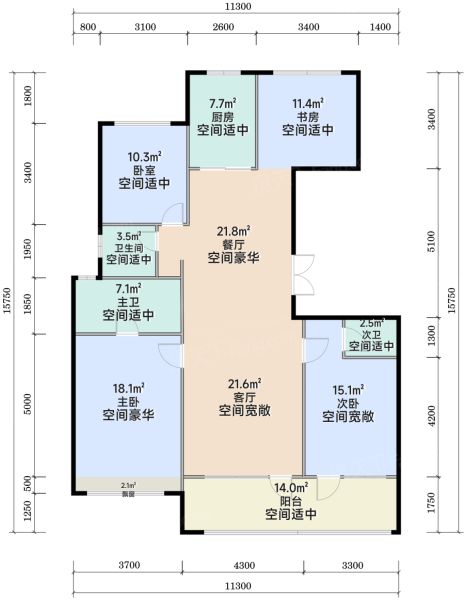 11300
800
3100
2600
3400
1400
1800
3400
1950
1850
5000
500
1250
15750
3400
5100
1300
4200
1750
15750
7.7㎡
厨房
空间适中
11.4㎡
书房
空间适中
10.3㎡
卧室
空间适中
3.5㎡
卫生间
空间适中
21.8㎡
餐厅
空间豪华
7.1㎡
主卫
空间适中
2.5㎡
次卫
空间适中
18.1㎡
主卧
空间豪华
21.6㎡
客厅
空间宽敞
15.1㎡
次卧
空间宽敞
2.1㎡
飘窗
14.0㎡
阳台
空间适中
3700
4300
3300
11300